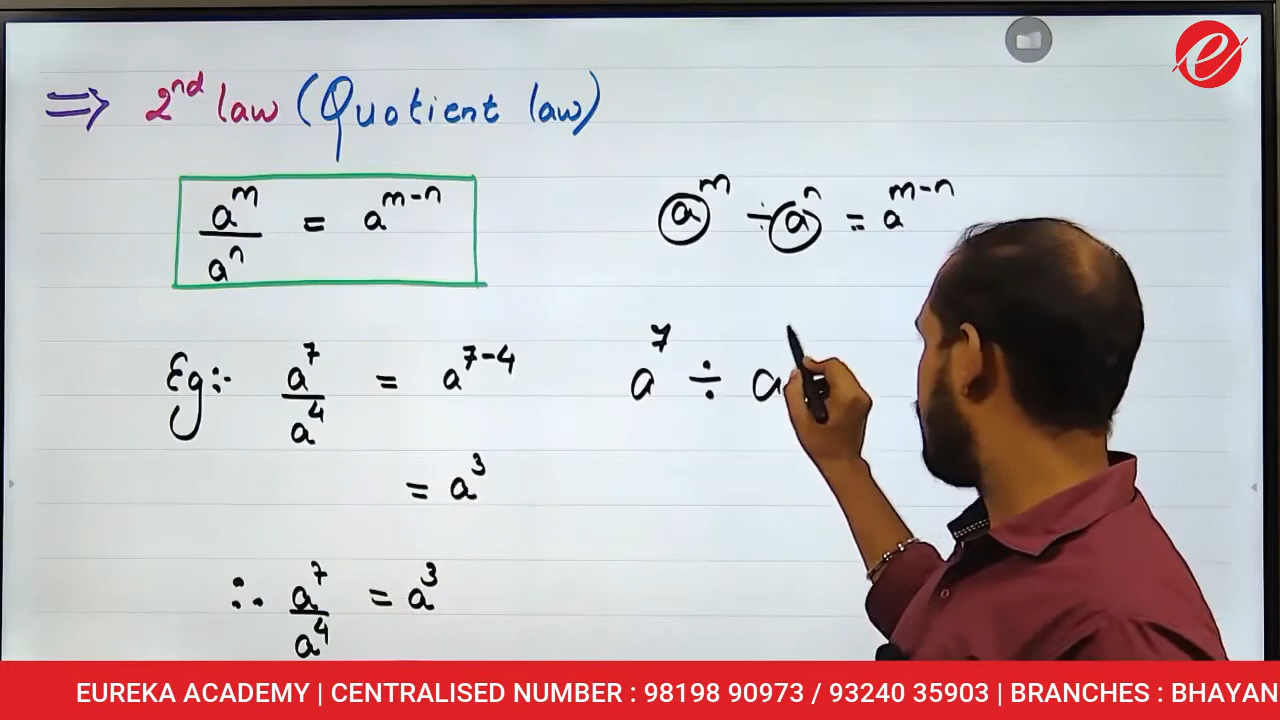 ⇒ 2nd law (Quotient law)
a^m / a^n = a^(m-n)
a^m ÷ a^n = a^(m-n)
Eg:- a^7 / a^4 = a^(7-4)
a^7 ÷ a
= a^3
∴ a^7 / a^4 = a^3
EUREKA ACADEMY | CENTRALISED NUMBER : 98198 90973 / 93240 35903 | BRANCHES : BHAYAN